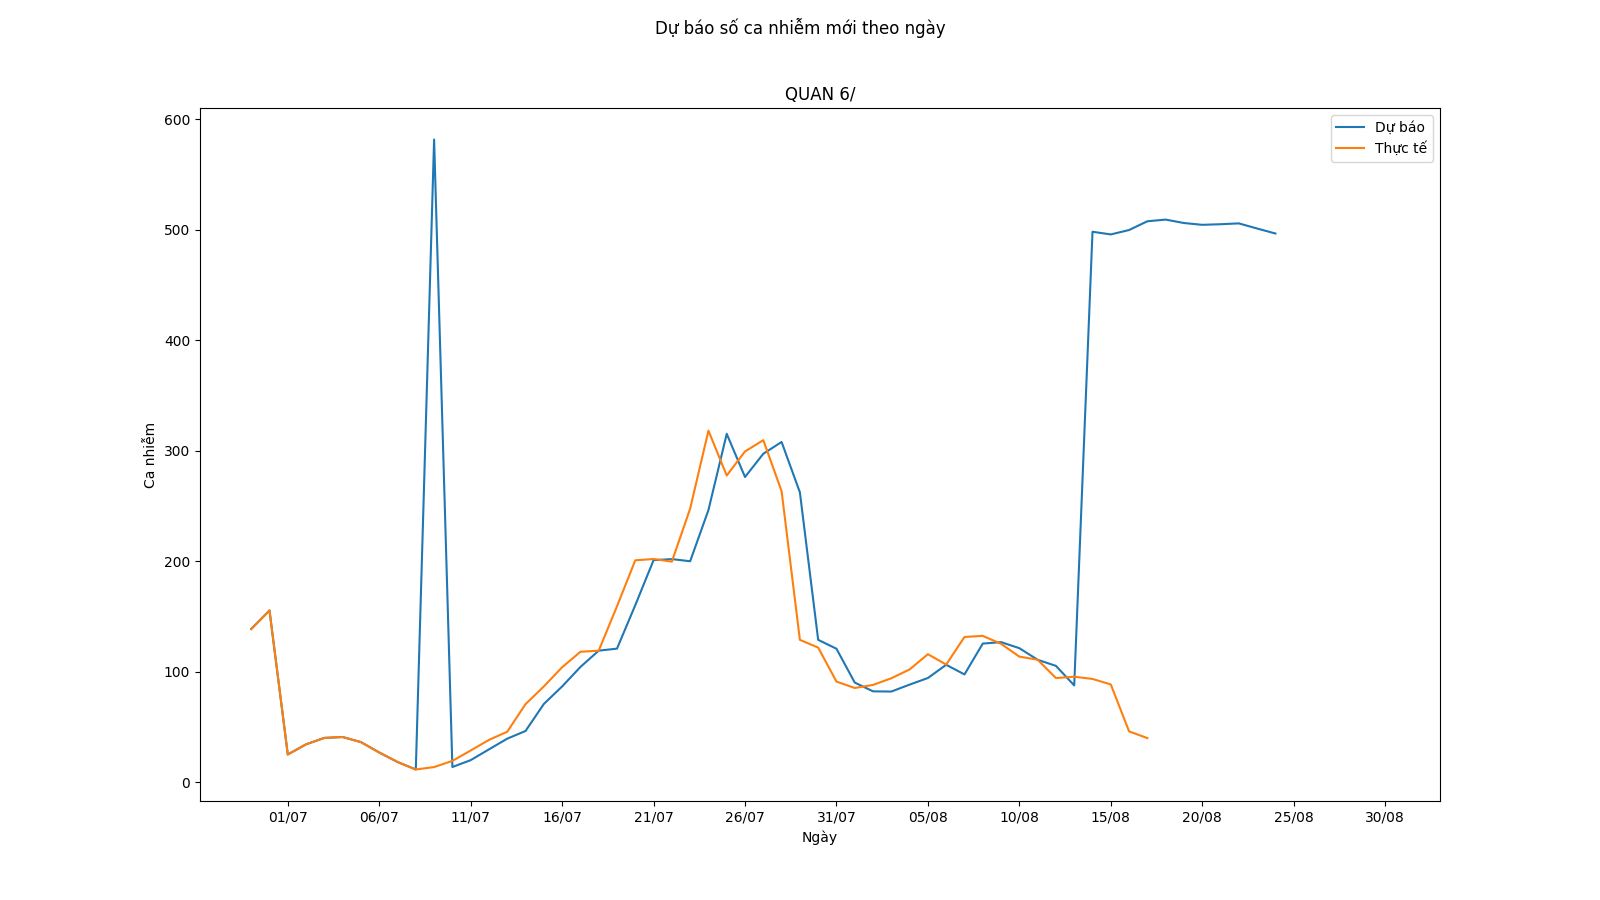 Dự báo số ca nhiễm mới theo ngày
QUAN 6/
Dự báo
Thực tế
600
500
400
300
200
100
0
Ca nhiễm
01/07 06/07 11/07 16/07 21/07 26/07 31/07 05/08 10/08 15/08 20/08 25/08 30/08
Ngày